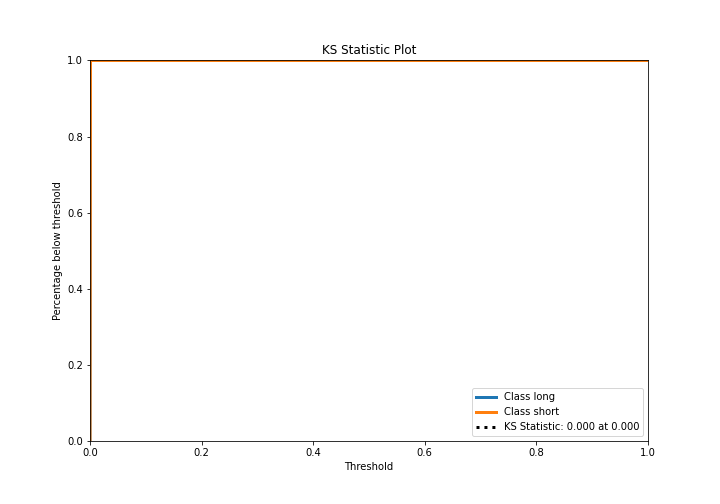 KS Statistic Plot
1.0
0.8
0.6
0.4
0.2
0.0
Percentage below threshold
Class long
Class short
KS Statistic: 0.000 at 0.000
0.0 0.2 0.4 0.6 0.8 1.0
Threshold